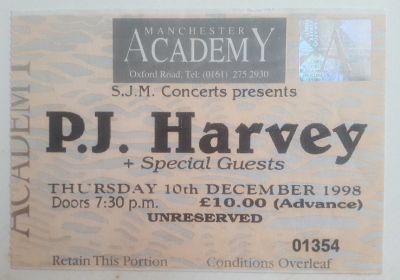 MANCHESTER
ACADEMY
Oxford Road, Tel: (0161) 275 2930
S.J.M. Concerts presents
P.J. Harvey
+ Special Guests
THURSDAY 10th DECEMBER 1998
Doors 7:30 p.m. £10.00 (Advance)
UNRESERVED
01354
Retain This Portion Conditions Overleaf
ACADEMY